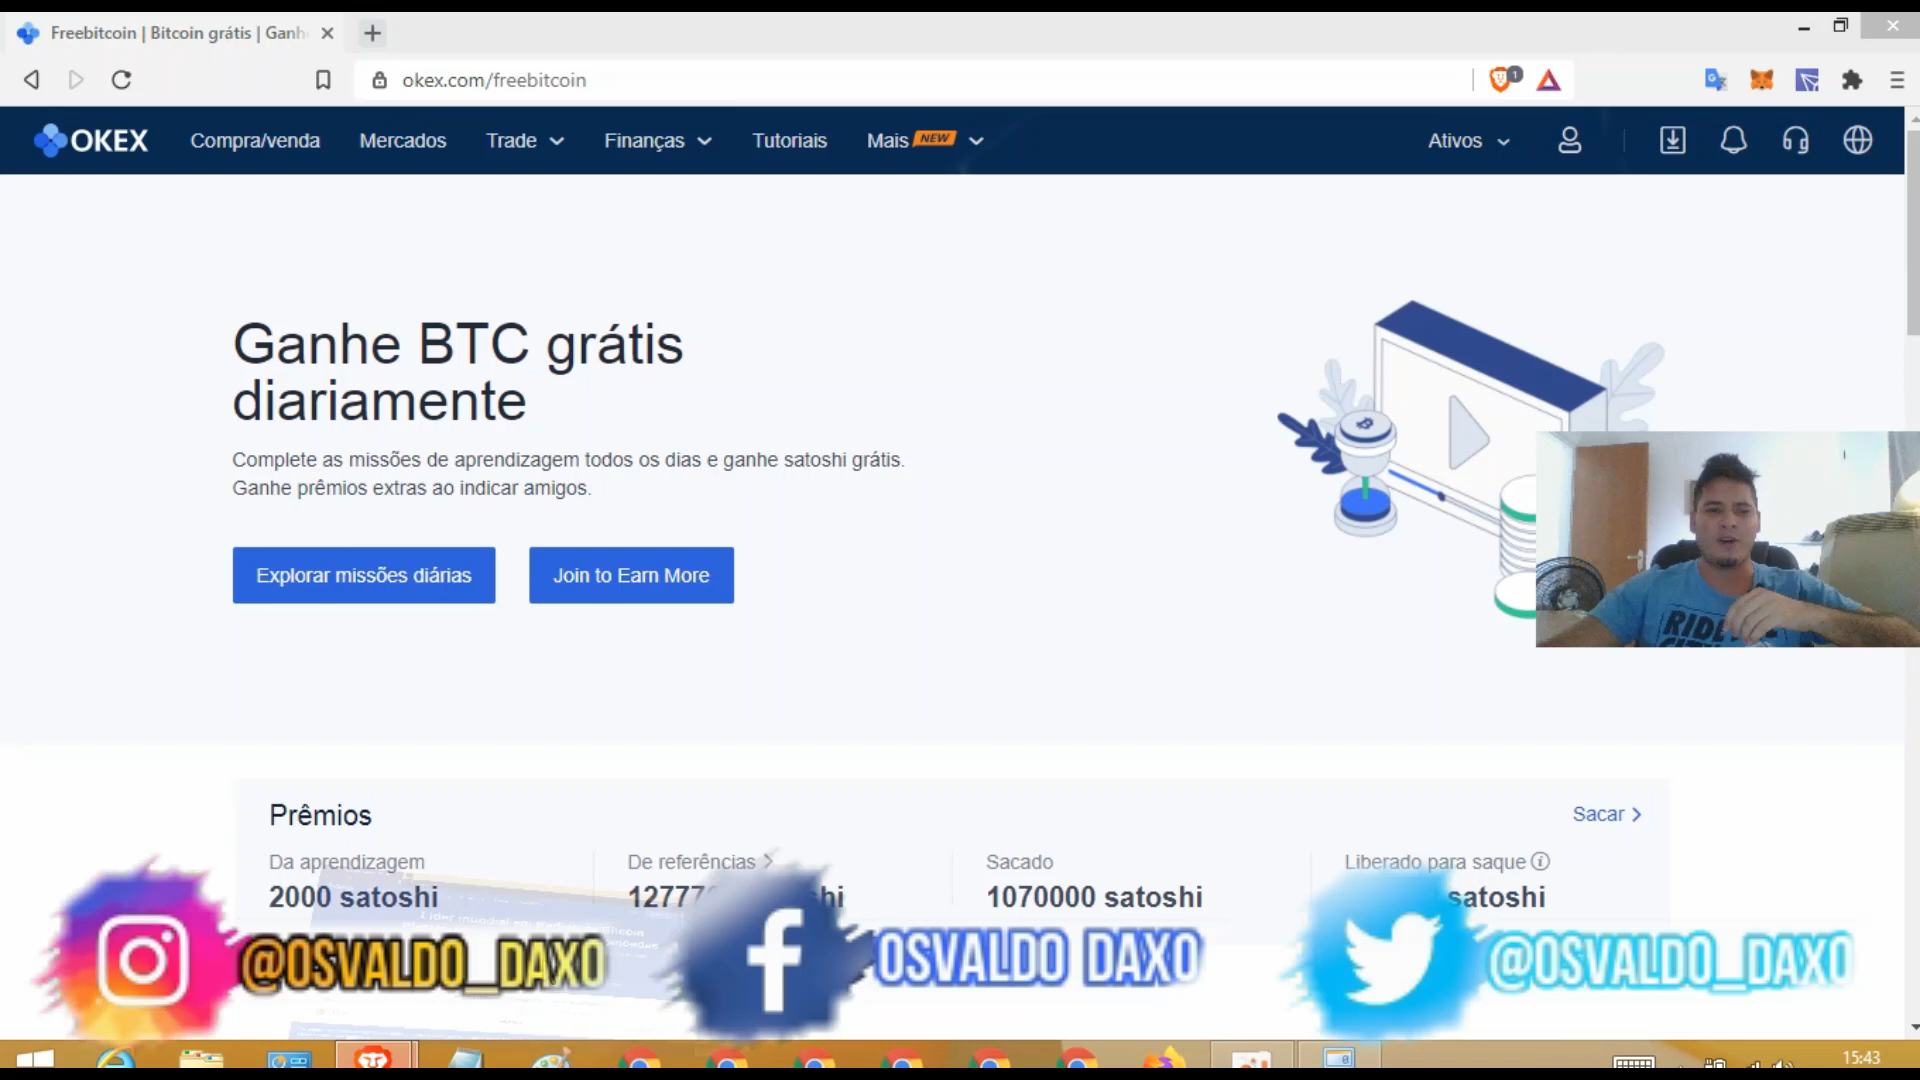 Freebitcoin | Bitcoin grátis | Ganh
okex.com/freebitcoin
1
OKEX
Compra/venda
Mercados
Trade
Finanças
Tutoriais
Mais NEW
Ativos
Ganhe BTC grátis
diariamente
Complete as missões de aprendizagem todos os dias e ganhe satoshi grátis.
Ganhe prêmios extras ao indicar amigos.
Explorar missões diárias
Join to Earn More
RIDE
Prêmios
Sacar
Da aprendizagem
De referências
Sacado
Liberado para saque
2000 satoshi
1070000 satoshi
satoshi
@OSVALDO_DAXO
OSVALDO DAXO
@OSVALDO_DAXO
15:43